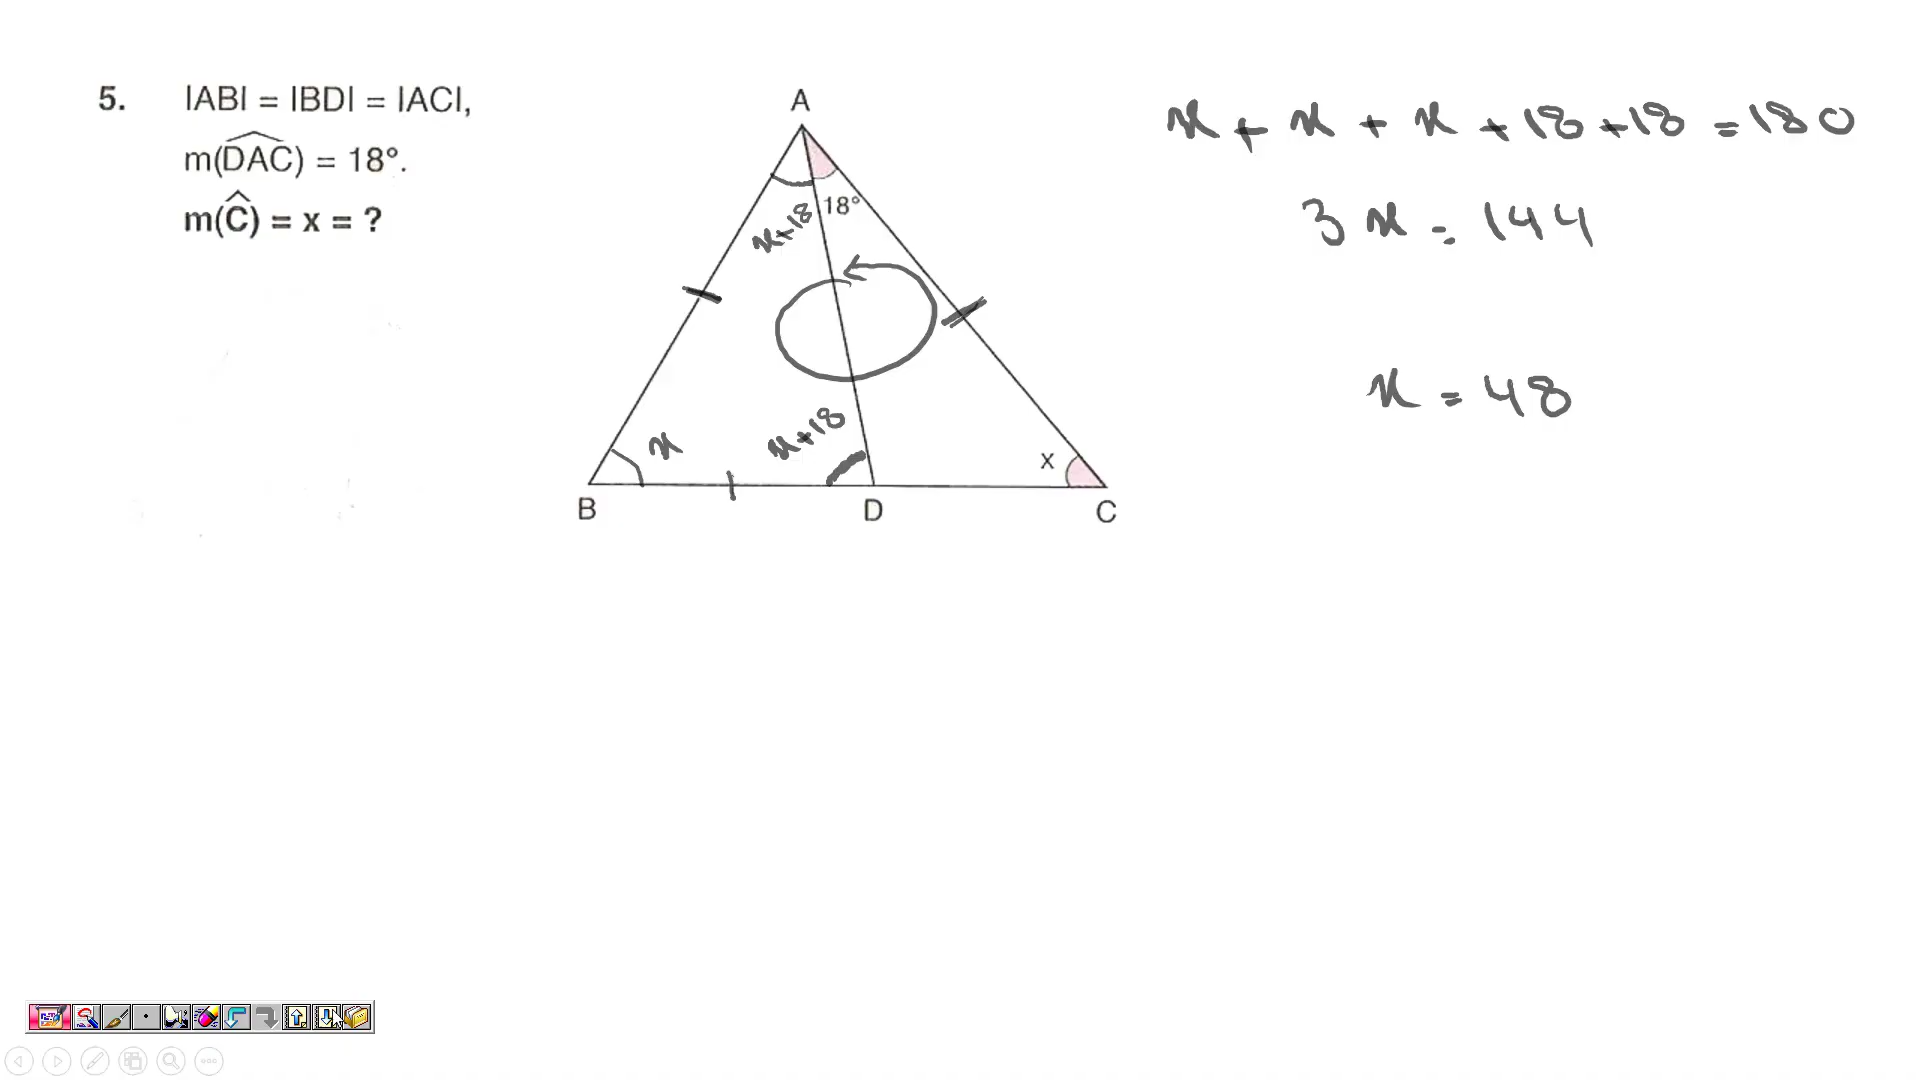 5. |AB| = |BD| = |AC|,
m(DAC) = 18°.
m(C) = x = ?
A
18°
x+18
x
x+18
x
B
D
C
x + x + x + 18 + 18 = 180
3x = 144
x = 48